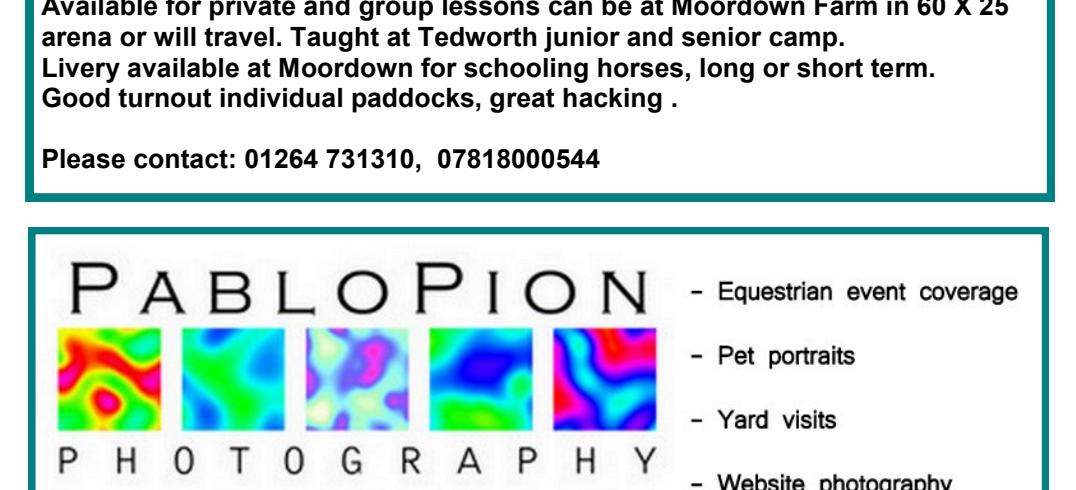 Available for private and group lessons can be at Moordown Farm in 60 X 25
arena or will travel. Taught at Tedworth junior and senior camp.
Livery available at Moordown for schooling horses, long or short term.
Good turnout individual paddocks, great hacking .
Please contact: 01264 731310,  07818000544
PABLOPION
PHOTOGRAPHY
- Equestrian event coverage
- Pet portraits
- Yard visits
- Website photography